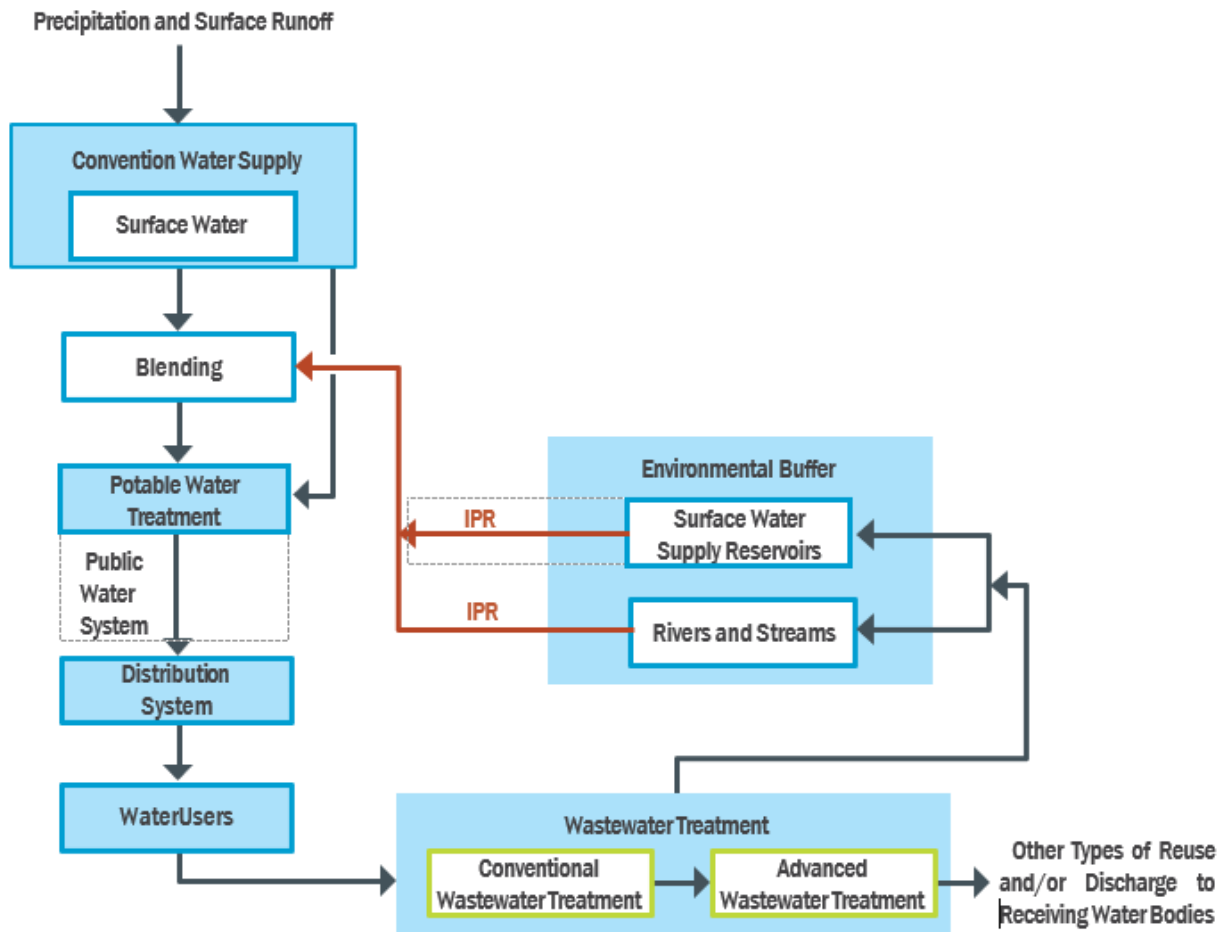 Precipitation and Surface Runoff
Convention Water Supply
Surface Water
Blending
Potable Water
Treatment
Public
Water
System
Distribution
System
WaterUsers
Environmental Buffer
IPR
Surface Water
Supply Reservoirs
IPR
Rivers and Streams
Wastewater Treatment
Conventional
Wastewater Treatment
Advanced
Wastewater Treatment
Other Types of Reuse
and/or Discharge to
Receiving Water Bodies